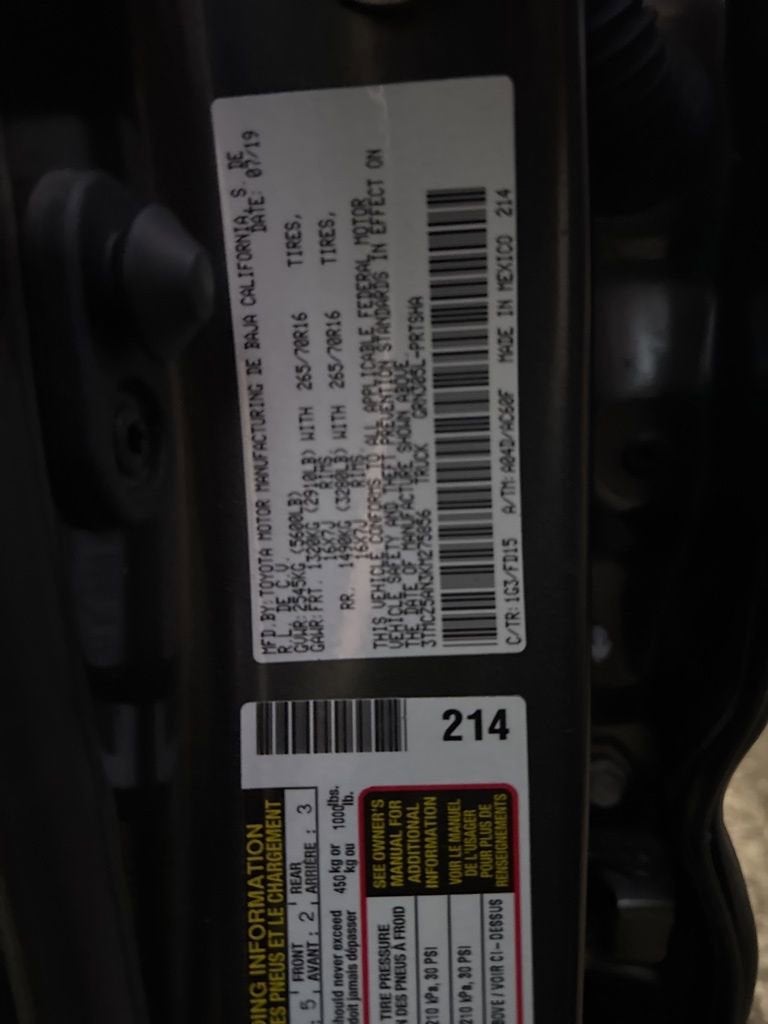 MFD.BY:TOYOTA MOTOR MANUFACTURING DE BAJA CALIFORNIA S. DE
R.L. DE C.V. DATE: 07/19
GVWR: 2545KG (5600LB)
GAWR:FRT. 1320KG (2910LB) WITH 265/70R16 TIRES,
16X7J RIMS
RR. 1490KG (3280LB) WITH 265/70R16 TIRES,
16X7J RIMS
THIS VEHICLE CONFORMS TO ALL APPLICABLE FEDERAL MOTOR
VEHICLE SAFETY AND THEFT PREVENTION STANDARDS IN EFFECT ON
THE DATE OF MANUFACTURE SHOWN ABOVE.
3TMCZ5AN3KM275856 TRUCK GRN305L-PRTSHA
C/TR: 1G3/FD15 A/TM: A04D/AC60F MADE IN MEXICO 214
214
DING INFORMATION
ES PNEUS ET LE CHARGEMENT
: 5 FRONT 2 REAR 3
AVANT : ARRIÈRE :
hould never exceed 450 kg or 1000 lbs.
doit jamais dépasser kg ou lb.
TIRE PRESSURE
N DES PNEUS À FROID
210 kPa, 30 PSI
210 kPa, 30 PSI
BOVE / VOIR CI-DESSUS
SEE OWNER'S
MANUAL FOR
ADDITIONAL
INFORMATION
VOIR LE MANUEL
DE L'USAGER
POUR PLUS DE
RENSEIGNEMENTS